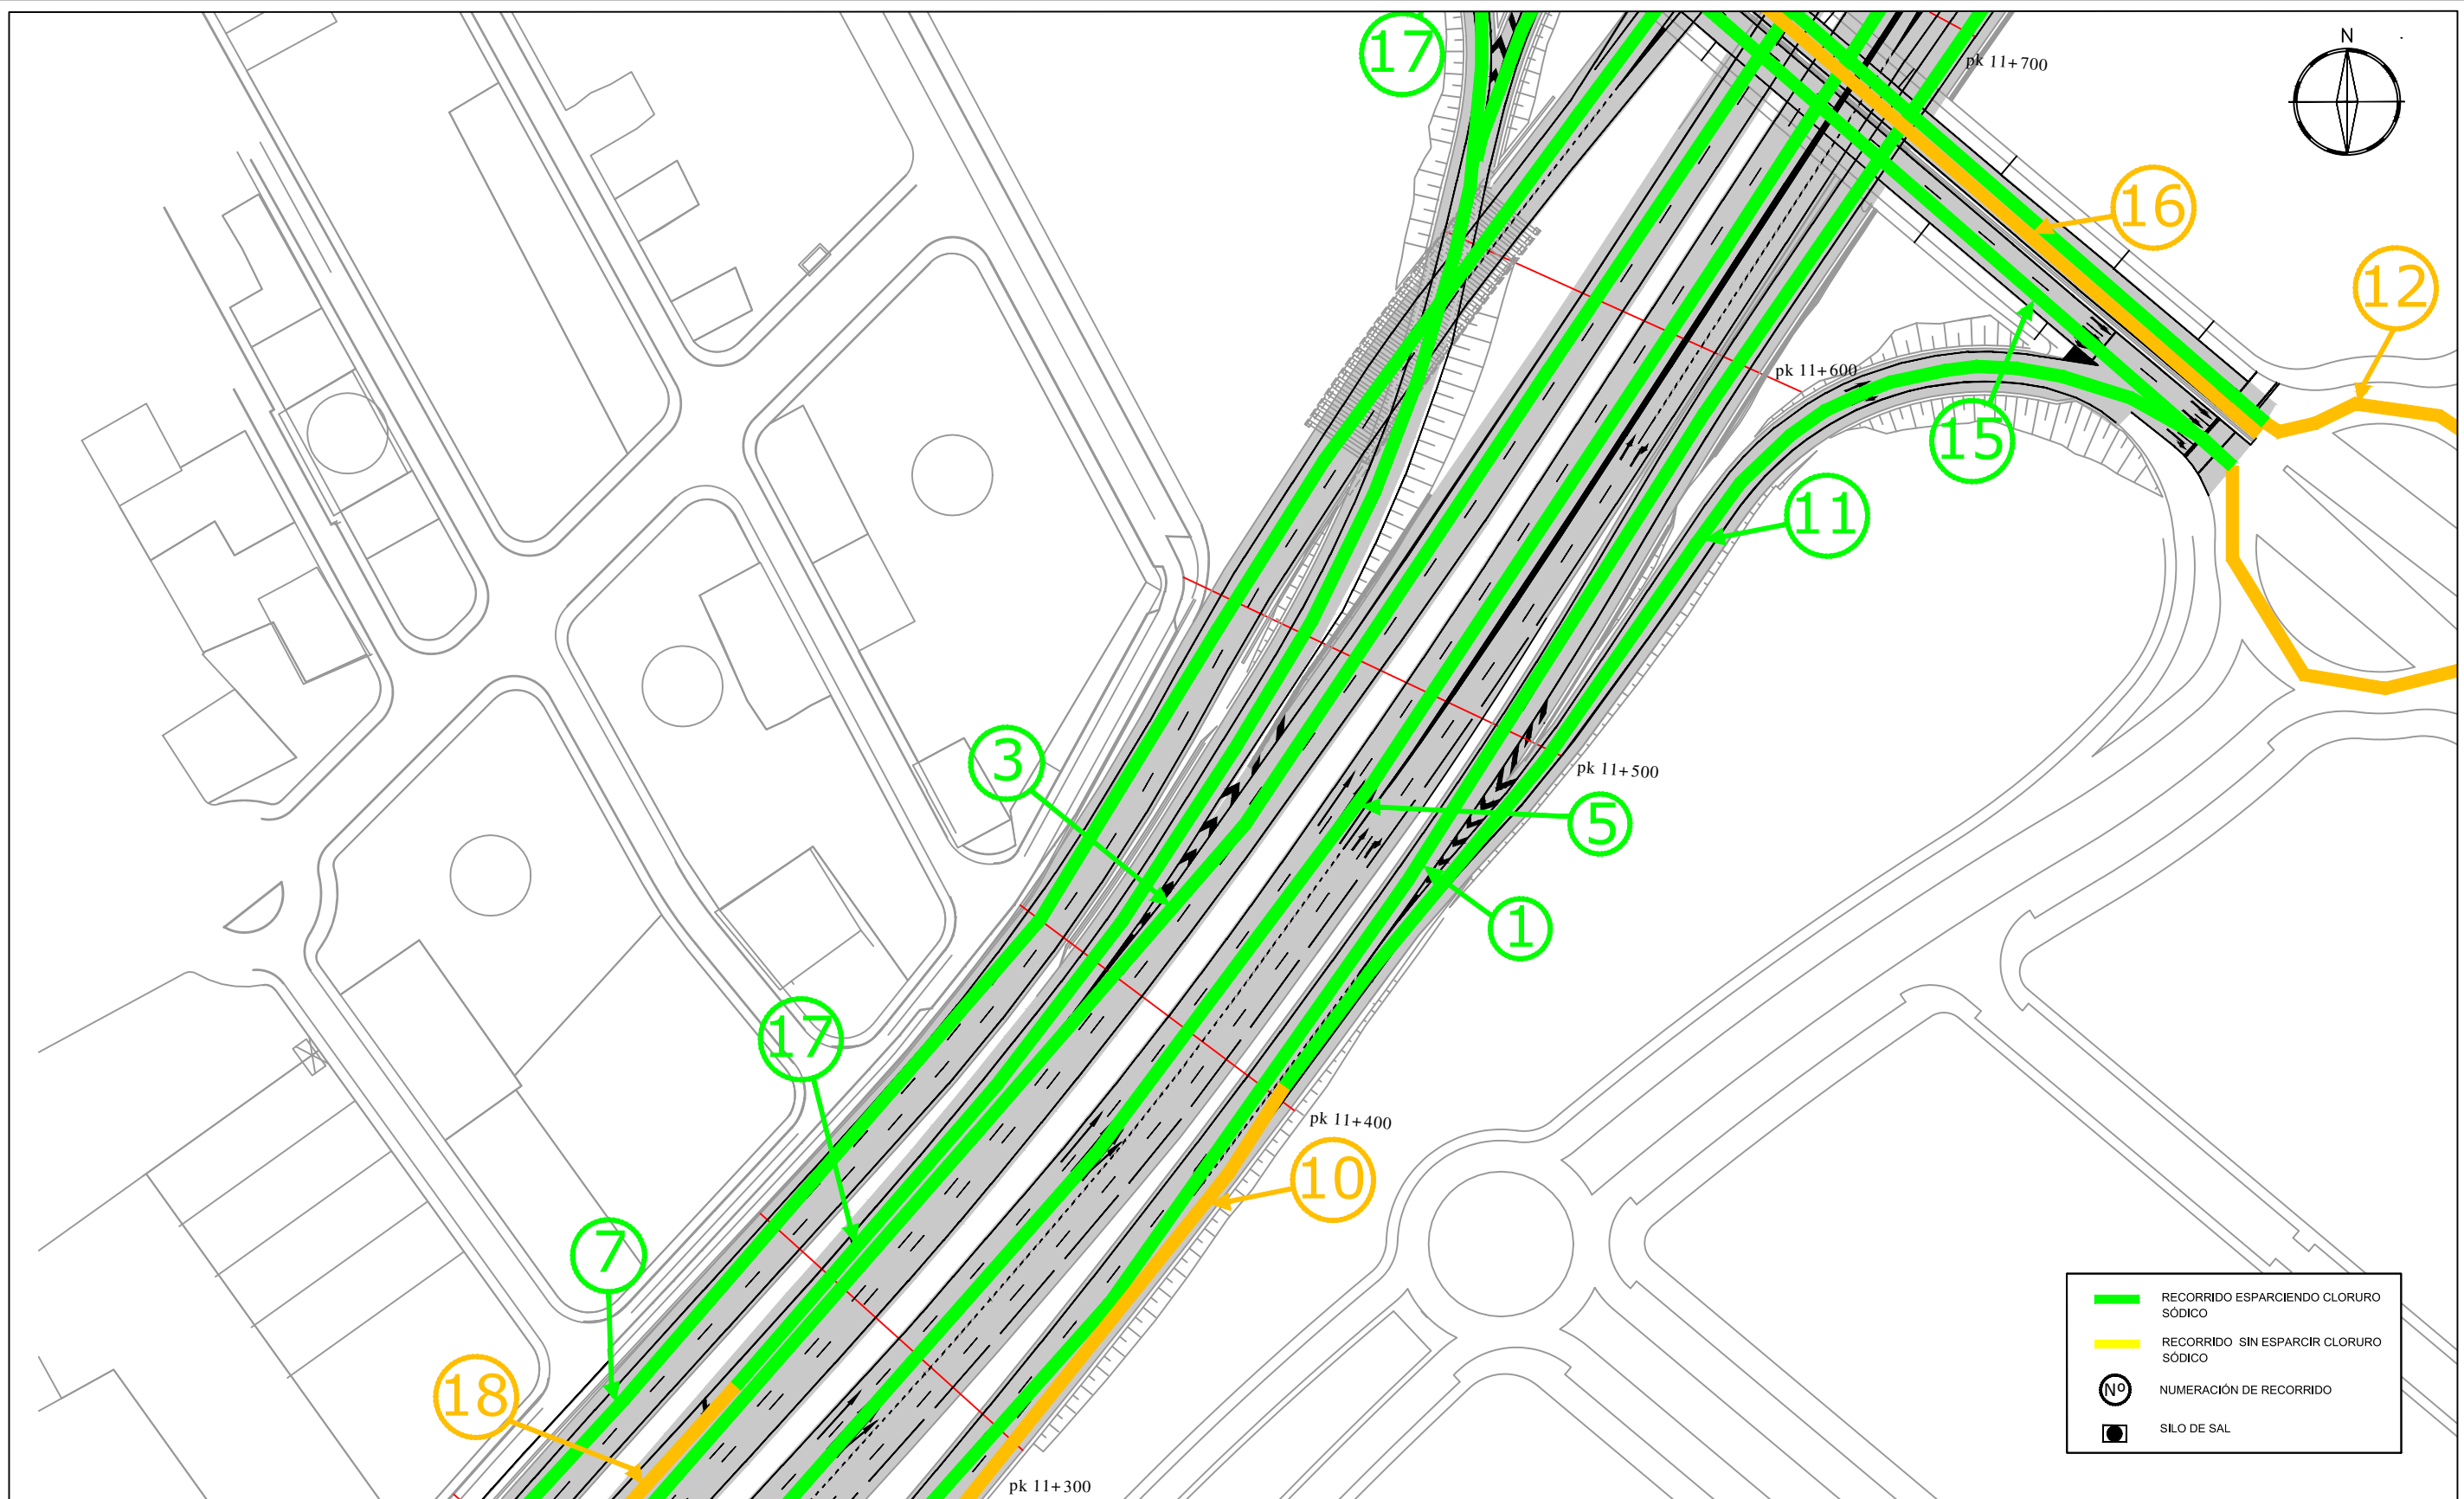 17
N
pk 11+700
16
12
pk 11+600
15
11
3
pk 11+500
5
1
17
pk 11+400
10
7
18
RECORRIDO ESPARCIENDO CLORURO
SÓDICO
RECORRIDO SIN ESPARCIR CLORURO
SÓDICO
Nº NUMERACIÓN DE RECORRIDO
SILO DE SAL
pk 11+300